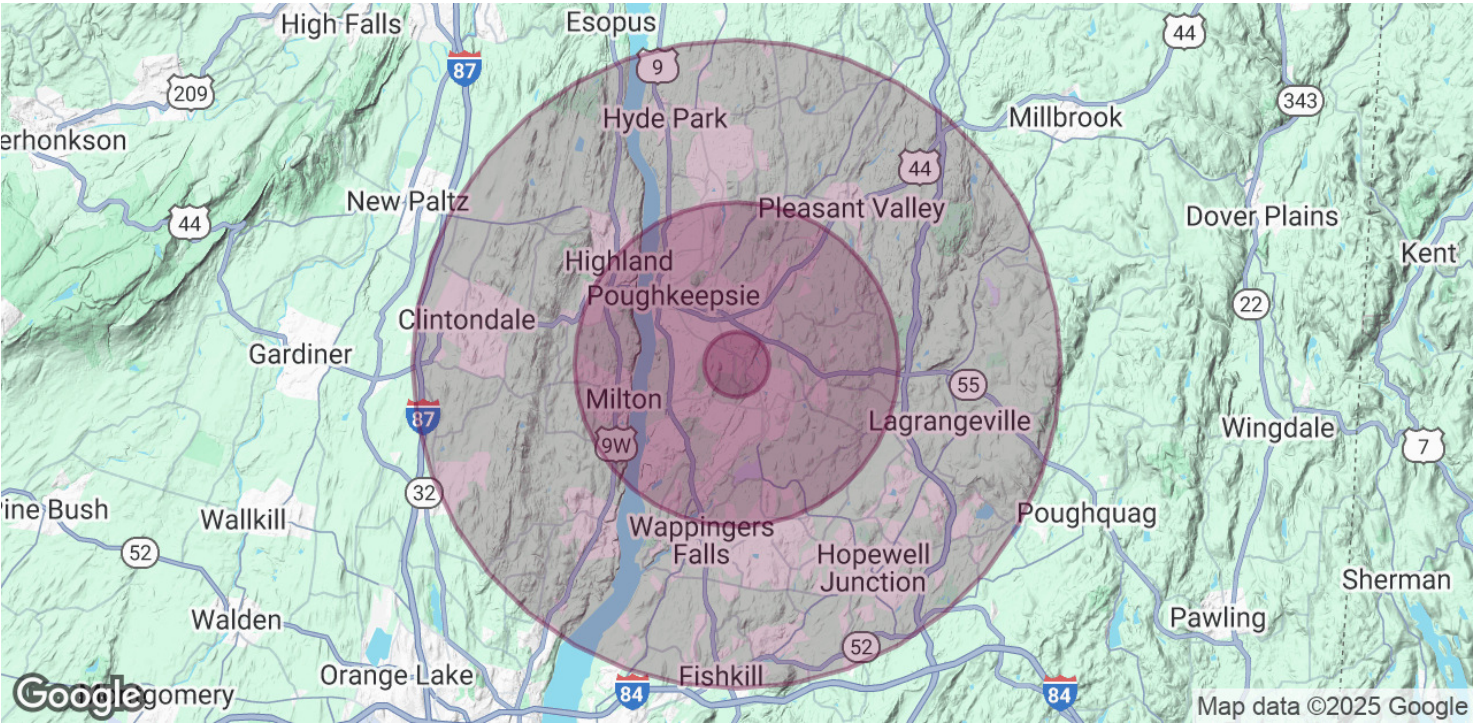 High Falls
Esopus
44
9
87
209
343
Hyde Park
Millbrook
erhonkson
44
New Paltz
Pleasant Valley
44
Dover Plains
Highland
Kent
Poughkeepsie
22
Clintondale
Gardiner
55
Milton
87
Lagrangeville
9W
Wingdale
7
32
Pine Bush
Wallkill
Poughquag
52
Wappingers
Falls
Hopewell
Junction
Sherman
Walden
Pawling
52
Orange Lake
Fishkill
84
84
Google
tgomery
Map data ©2025 Google